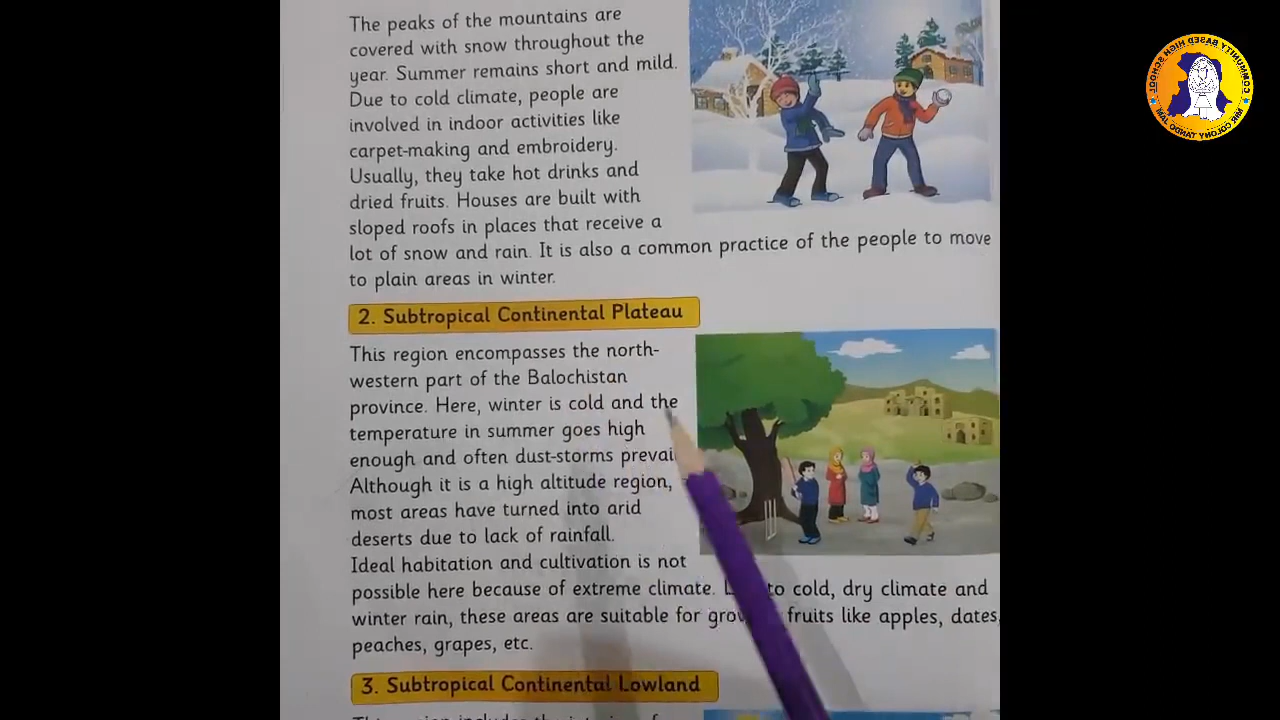 The peaks of the mountains are
covered with snow throughout the
year. Summer remains short and mild.
Due to cold climate, people are
involved in indoor activities like
carpet-making and embroidery.
Usually, they take hot drinks and
dried fruits. Houses are built with
sloped roofs in places that receive a
lot of snow and rain. It is also a common practice of the people to move
to plain areas in winter.
2. Subtropical Continental Plateau
This region encompasses the north-
western part of the Balochistan
province. Here, winter is cold and the
temperature in summer goes high
enough and often dust-storms prevai
Although it is a high altitude region,
most areas have turned into arid
deserts due to lack of rainfall.
Ideal habitation and cultivation is not
possible here because of extreme climate. to cold, dry climate and
winter rain, these areas are suitable for fruits like apples, dates,
peaches, grapes, etc.
3. Subtropical Continental Lowland
COMMUNITY BASED HIGH SCHOOL
MIR COLONY TANDO JAM